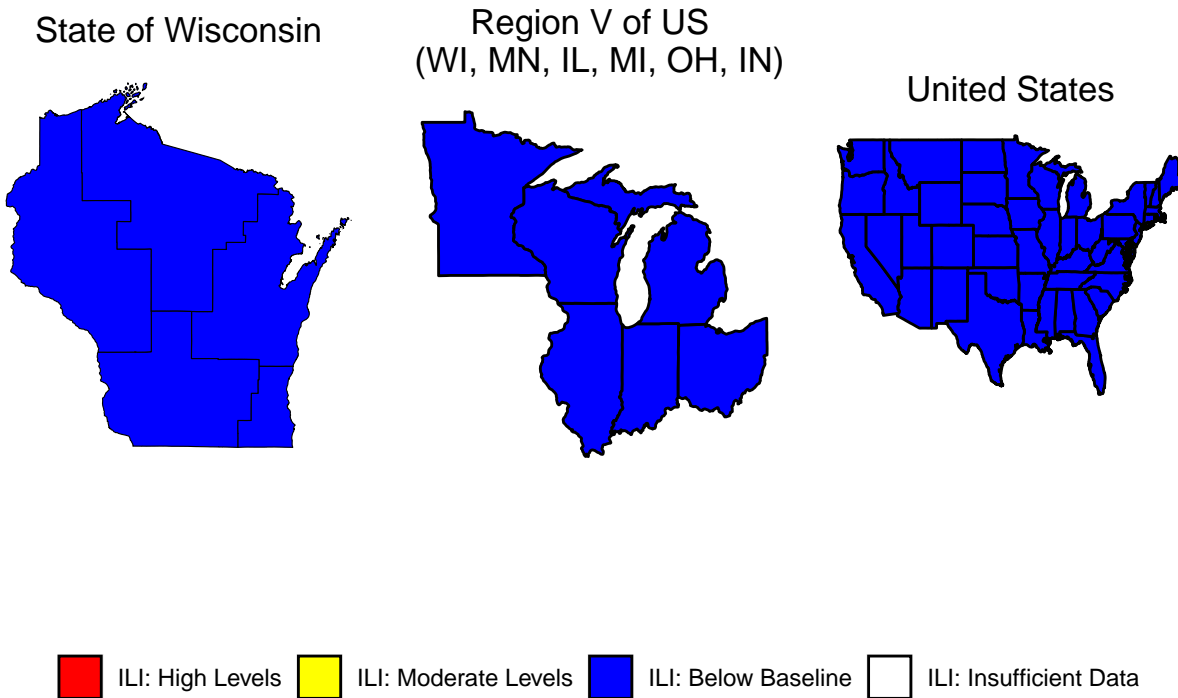 State of Wisconsin
Region V of US
(WI, MN, IL, MI, OH, IN)
United States
ILI: High Levels
ILI: Moderate Levels
ILI: Below Baseline
ILI: Insufficient Data